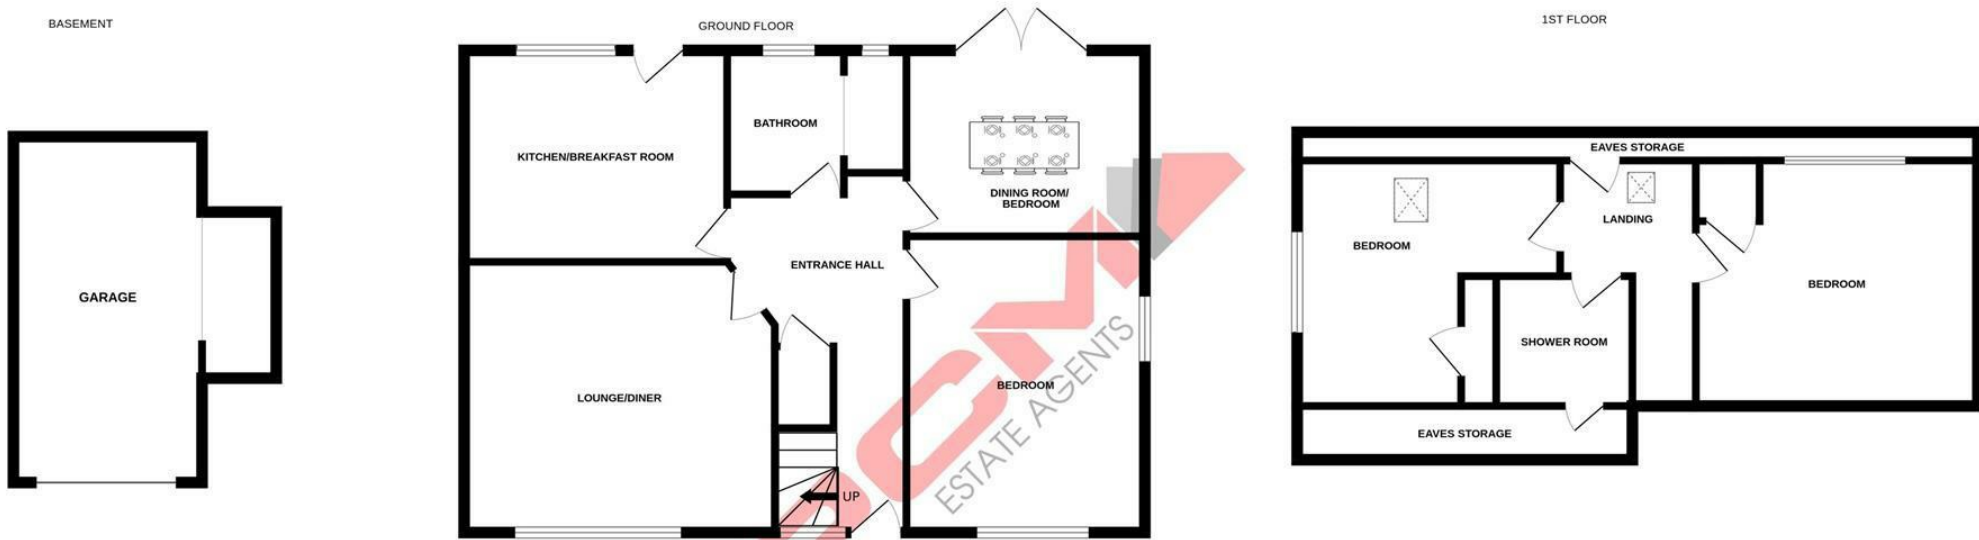 BASEMENT
GARAGE
GROUND FLOOR
KITCHEN/BREAKFAST ROOM
BATHROOM
DINING ROOM/
BEDROOM
ENTRANCE HALL
LOUNGE/DINER
BEDROOM
UP
PCM
ESTATE AGENTS
1ST FLOOR
EAVES STORAGE
BEDROOM
LANDING
BEDROOM
SHOWER ROOM
EAVES STORAGE